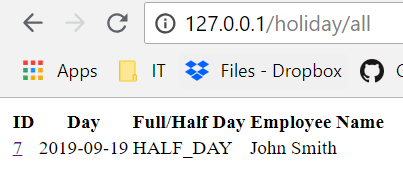 127.0.0.1/holiday/all
Apps IT Files - Dropbox
ID Day Full/Half Day Employee Name
7 2019-09-19 HALF_DAY John Smith